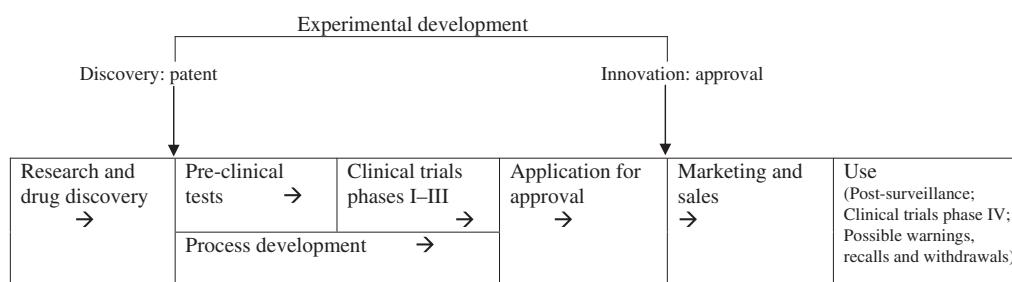 Experimental development
Discovery: patent
Innovation: approval
Research and
drug discovery
→
Pre-clinical
tests →
Clinical trials
phases I–III
→
Process development →
Application for
approval
→
Marketing and
sales
→
Use
(Post-surveillance;
Clinical trials phase IV;
Possible warnings,
recalls and withdrawals)